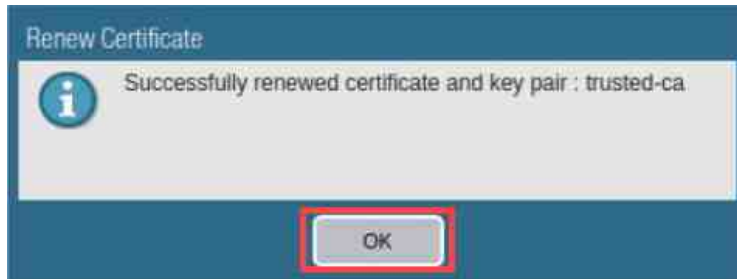 Renew Certificate
Successfully renewed certificate and key pair : trusted-ca
OK